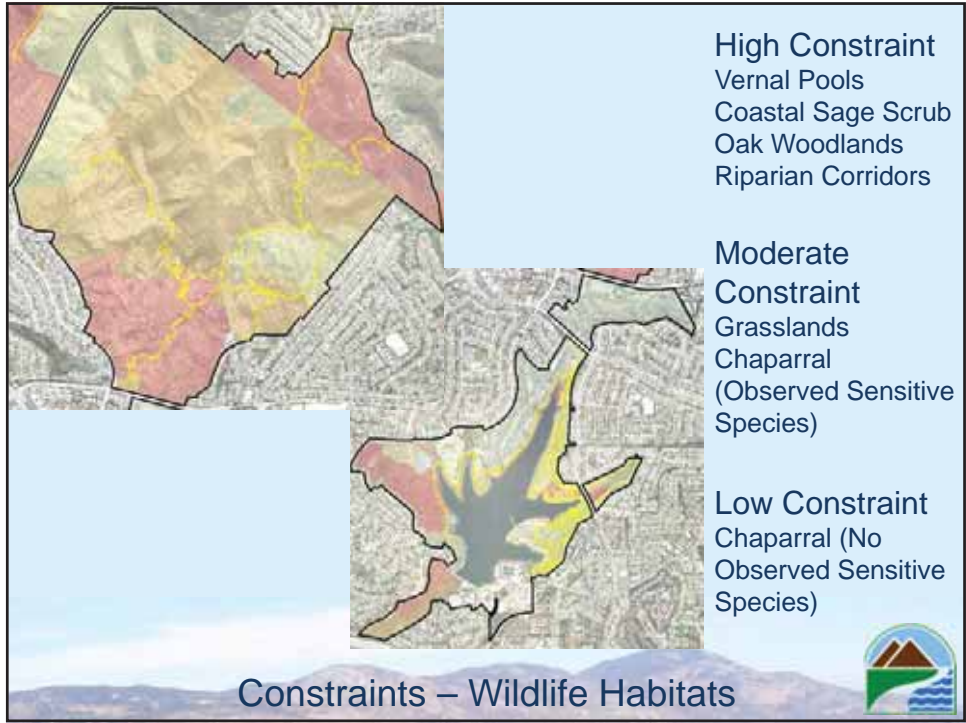 High Constraint
Vernal Pools
Coastal Sage Scrub
Oak Woodlands
Riparian Corridors
Moderate
Constraint
Grasslands
Chaparral
(Observed Sensitive
Species)
Low Constraint
Chaparral (No
Observed Sensitive
Species)
Constraints – Wildlife Habitats